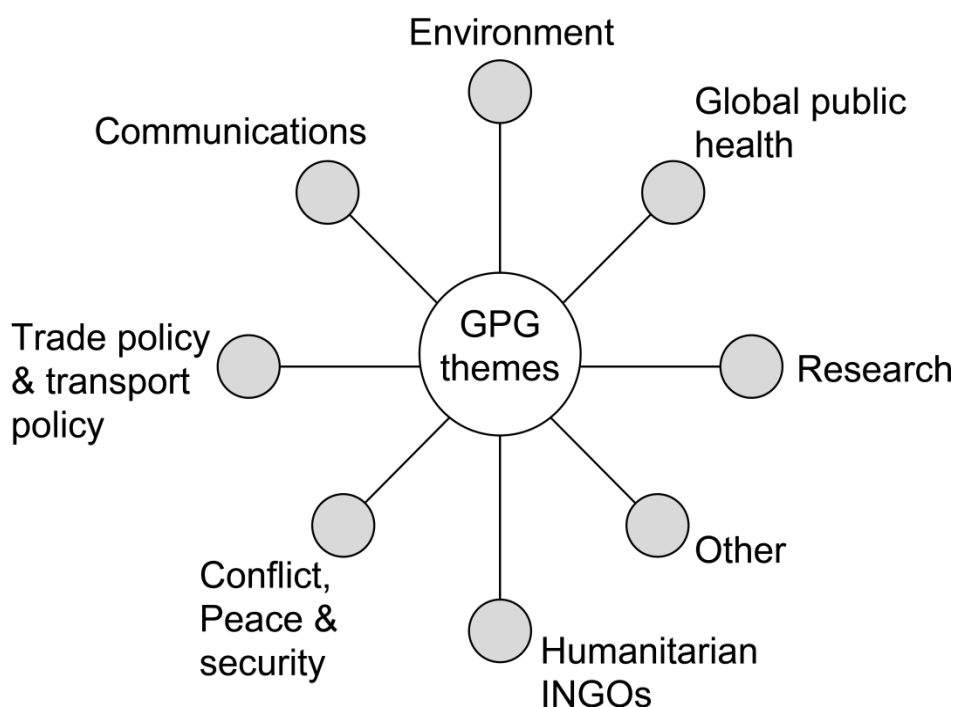 Environment
Global public
health
Communications
GPG
themes
Trade policy
& transport
policy
Research
Conflict,
Peace &
security
Other
Humanitarian
INGOs